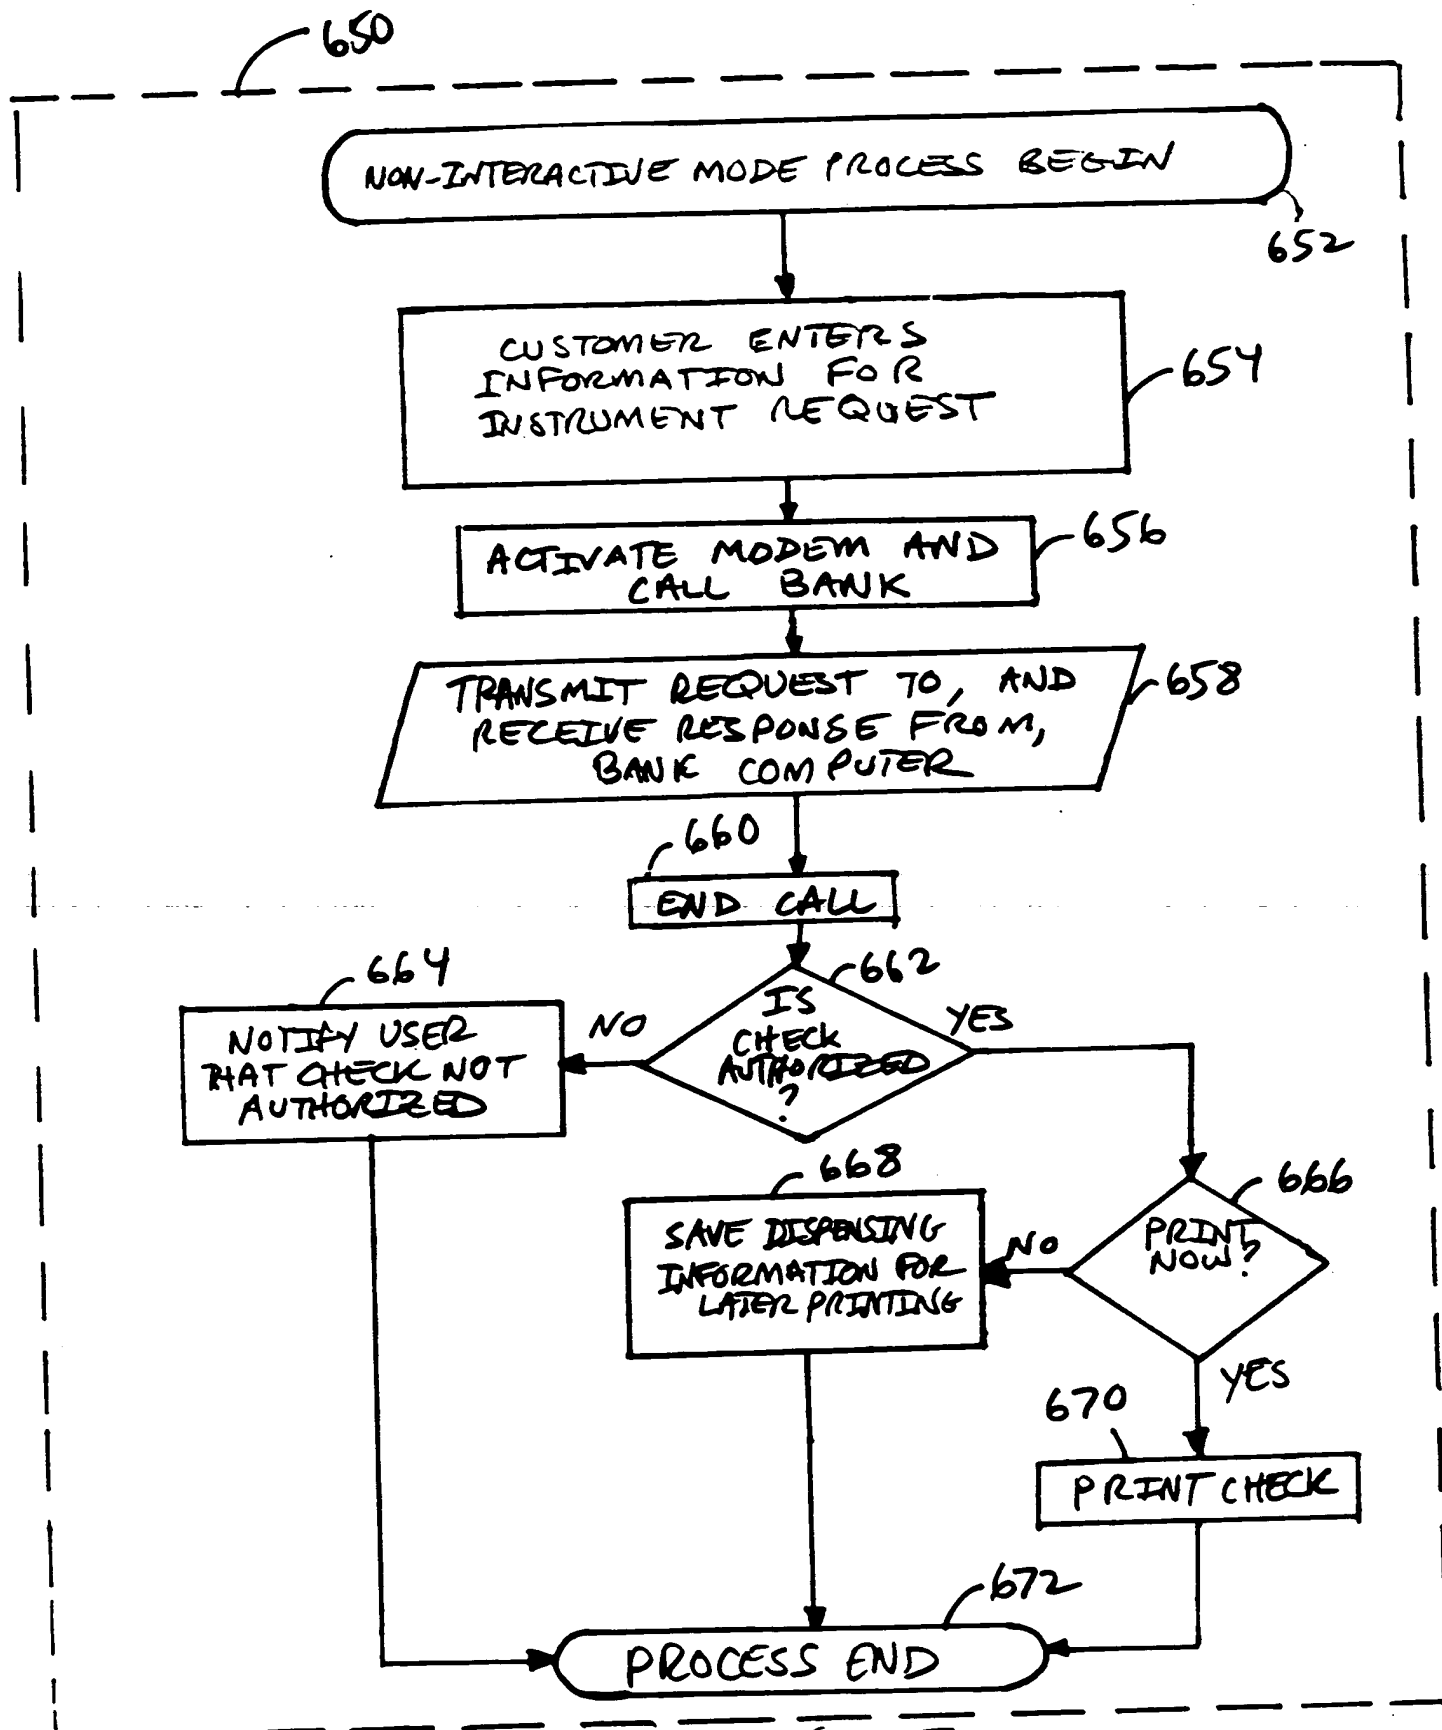 650
NON-INTERACTIVE MODE PROCESS BEGIN
652
CUSTOMER ENTERS
INFORMATION FOR
INSTRUMENT REQUEST
654
ACTIVATE MODEM AND
CALL BANK
656
TRANSMIT REQUEST TO, AND
RECEIVE RESPONSE FROM,
BANK COMPUTER
658
660
END CALL
662
IS
CHECK
AUTHORIZED
?
NO
YES
664
NOTIFY USER
THAT CHECK NOT
AUTHORIZED
666
PRINT
NOW?
NO
YES
668
SAVE DISPENSING
INFORMATION FOR
LATER PRINTING
670
PRINT CHECK
672
PROCESS END